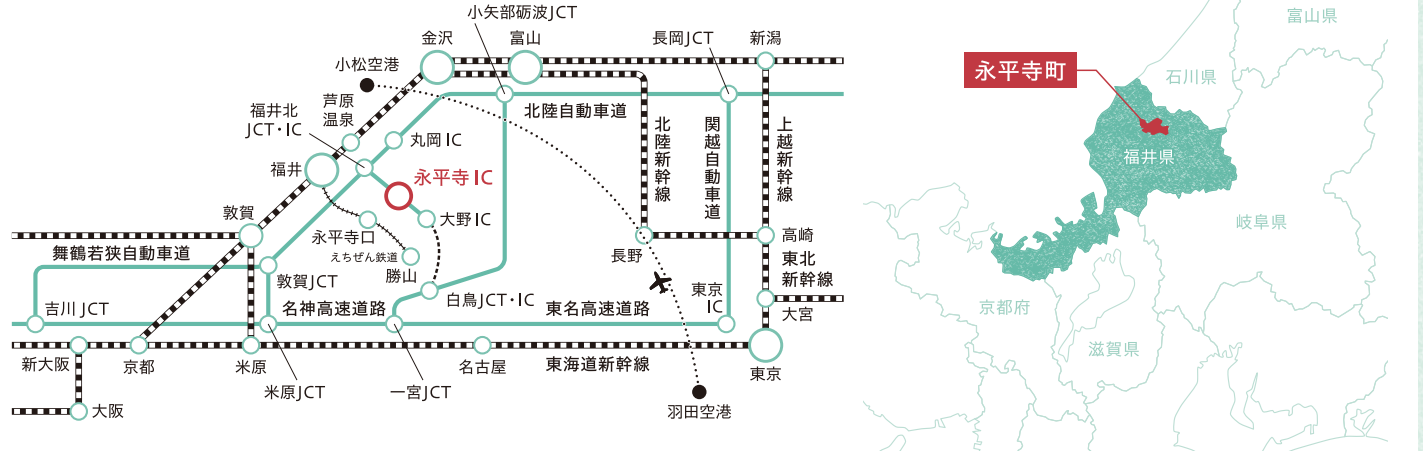 小矢部砺波JCT
金沢
富山
長岡JCT
新潟
小松空港
芦原
温泉
北陸自動車道
福井北
JCT・IC
丸岡IC
北陸新幹線
関越自動車道
上越新幹線
福井
永平寺IC
敦賀
大野IC
永平寺口
えちぜん鉄道
勝山
舞鶴若狭自動車道
長野
高崎
東北
新幹線
敦賀JCT
白鳥JCT・IC
東京
IC
吉川JCT
名神高速道路
東名高速道路
大宮
新大阪
京都
米原
名古屋
東海道新幹線
東京
米原JCT
一宮JCT
大阪
羽田空港
富山県
永平寺町
石川県
福井県
岐阜県
京都府
滋賀県